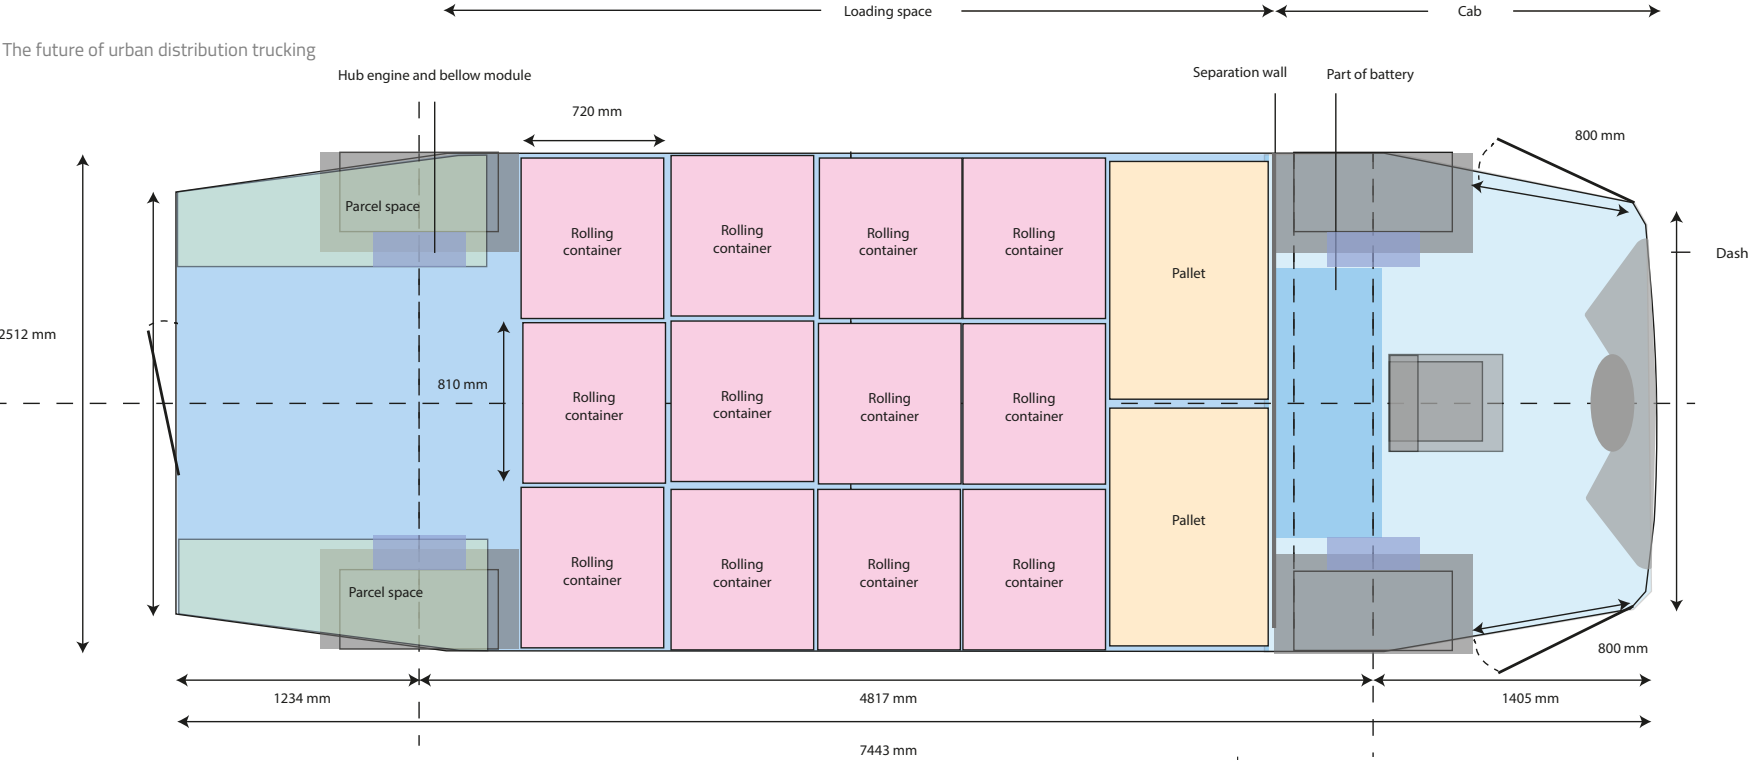 Loading space
Cab
The future of urban distribution trucking
Hub engine and bellow module
Separation wall
Part of battery
720 mm
800 mm
Parcel space
Rolling
container
Rolling
container
Rolling
container
Rolling
container
Pallet
Dash
2512 mm
810 mm
Rolling
container
Rolling
container
Rolling
container
Rolling
container
Pallet
Rolling
container
Rolling
container
Rolling
container
Rolling
container
Parcel space
800 mm
1234 mm
4817 mm
1405 mm
7443 mm